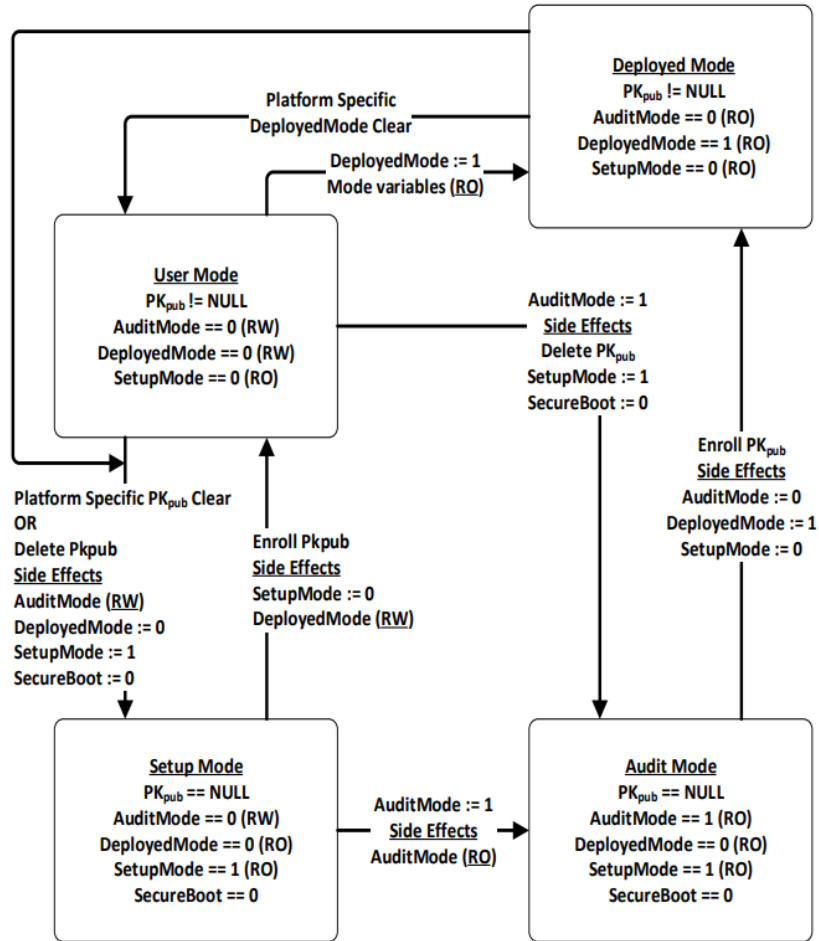 Deployed Mode
PKpub != NULL
AuditMode == 0 (RO)
DeployedMode == 1 (RO)
SetupMode == 0 (RO)
Platform Specific
DeployedMode Clear
DeployedMode := 1
Mode variables (RO)
User Mode
PKpub != NULL
AuditMode == 0 (RW)
DeployedMode == 0 (RW)
SetupMode == 0 (RO)
AuditMode := 1
Side Effects
Delete PKpub
SetupMode := 1
SecureBoot := 0
Enroll PKpub
Side Effects
AuditMode := 0
DeployedMode := 1
SetupMode := 0
Platform Specific PKpub Clear
OR
Delete Pkpub
Side Effects
AuditMode (RW)
DeployedMode := 0
SetupMode := 1
SecureBoot := 0
Enroll Pkpub
Side Effects
SetupMode := 0
DeployedMode (RW)
Setup Mode
PKpub == NULL
AuditMode == 0 (RW)
DeployedMode == 0 (RO)
SetupMode == 1 (RO)
SecureBoot == 0
AuditMode := 1
Side Effects
AuditMode (RO)
Audit Mode
PKpub == NULL
AuditMode == 1 (RO)
DeployedMode == 0 (RO)
SetupMode == 1 (RO)
SecureBoot == 0